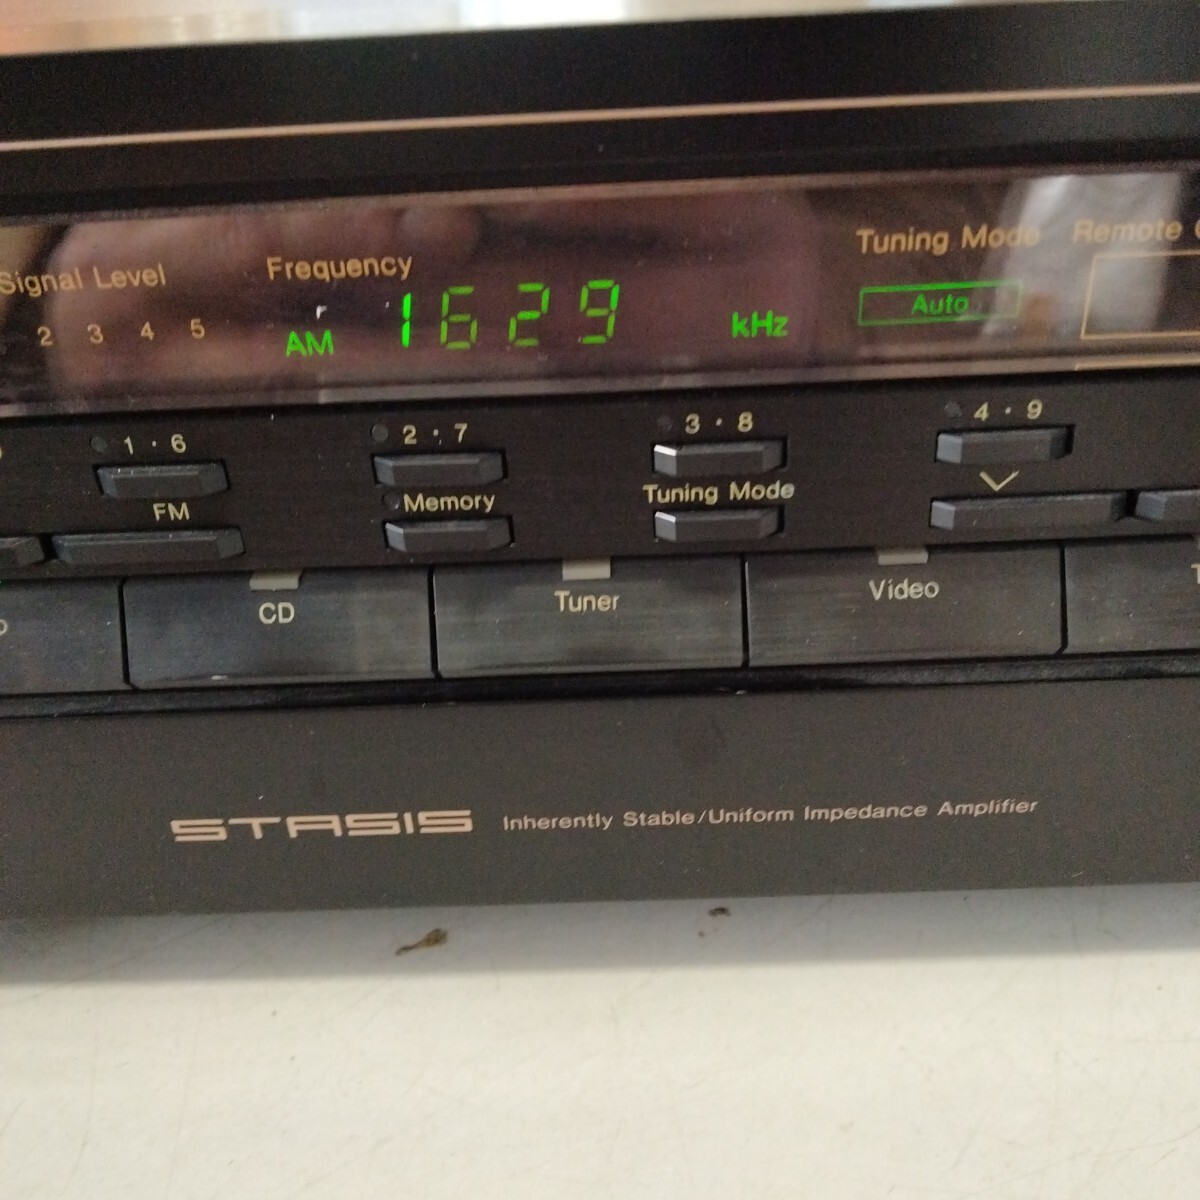 Signal Level
2 3 4 5
Frequency
AM 1629 kHz
Tuning Mode
Auto
Remote
1 · 6
2 · 7
3 · 8
4 · 9
FM
Memory
Tuning Mode
CD
Tuner
Video
STASIS Inherently Stable/Uniform Impedance Amplifier